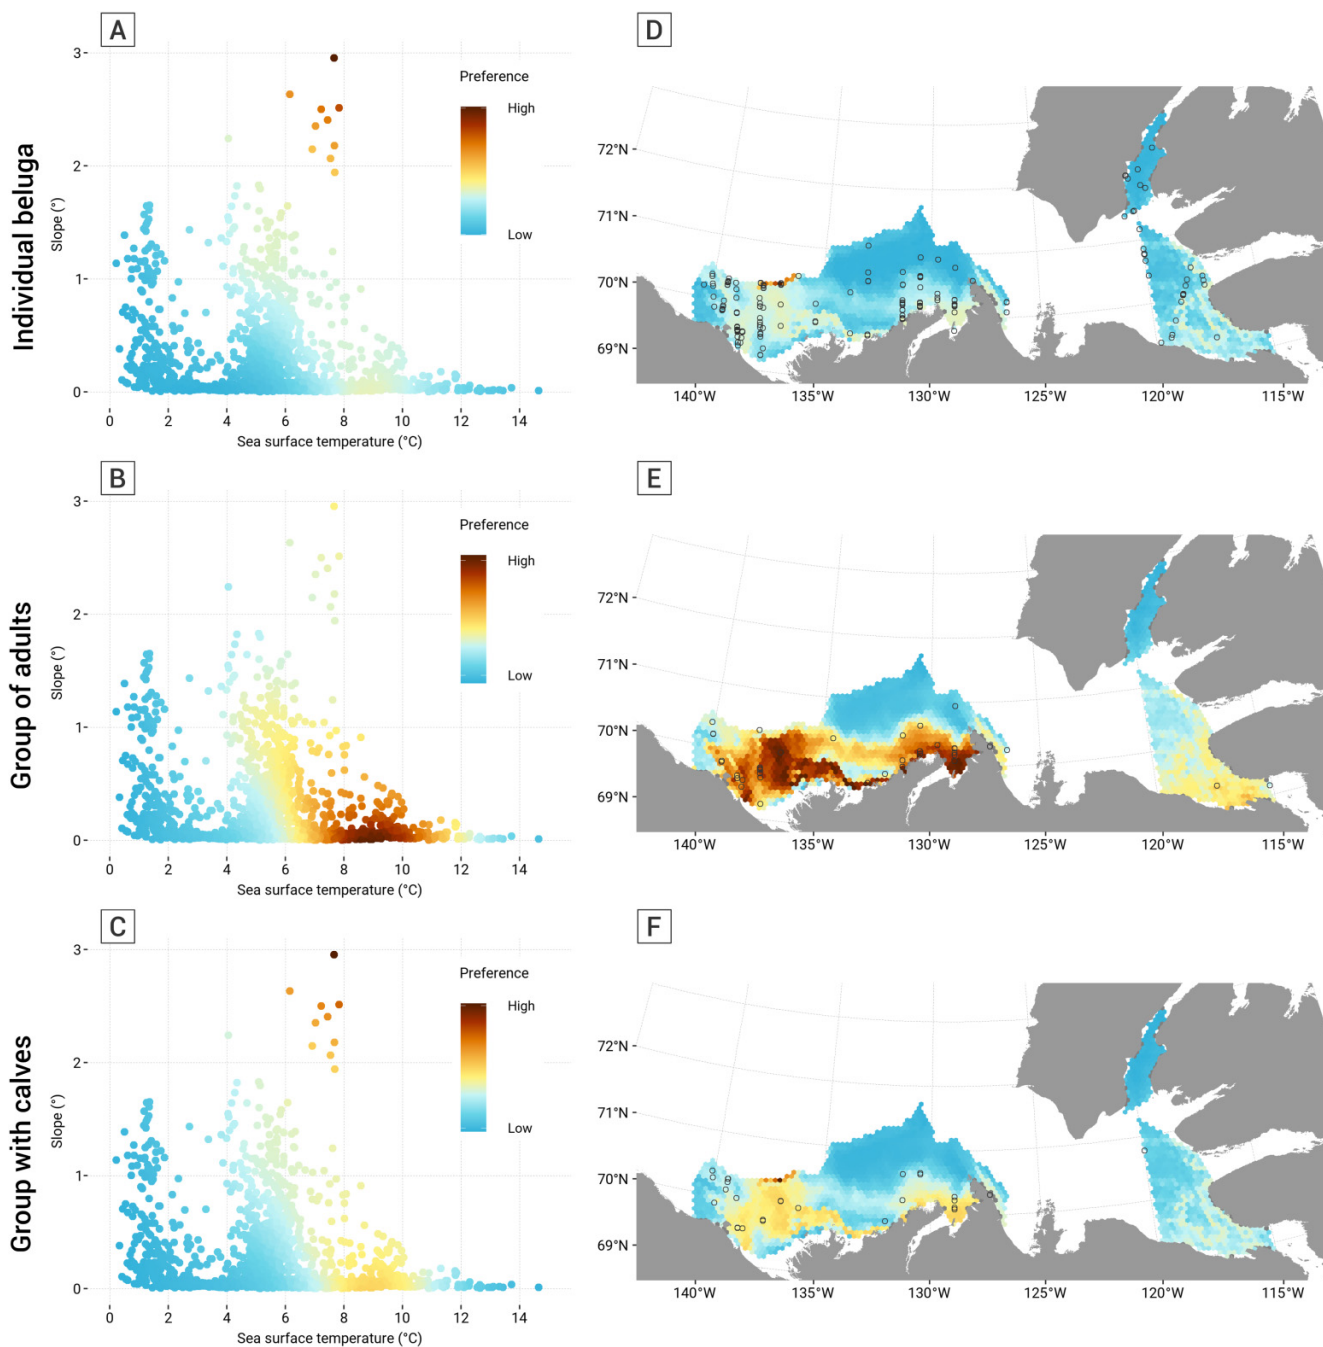 A
Individual beluga
3
2
1
0
Slope (°)
Preference
High
Low
0 2 4 6 8 10 12 14
Sea surface temperature (°C)
D
72°N
71°N
70°N
69°N
140°W 135°W 130°W 125°W 120°W 115°W
B
Group of adults
3
2
1
0
Slope (°)
Preference
High
Low
0 2 4 6 8 10 12 14
Sea surface temperature (°C)
E
72°N
71°N
70°N
69°N
140°W 135°W 130°W 125°W 120°W 115°W
C
Group with calves
3
2
1
0
Slope (°)
Preference
High
Low
0 2 4 6 8 10 12 14
Sea surface temperature (°C)
F
72°N
71°N
70°N
69°N
140°W 135°W 130°W 125°W 120°W 115°W